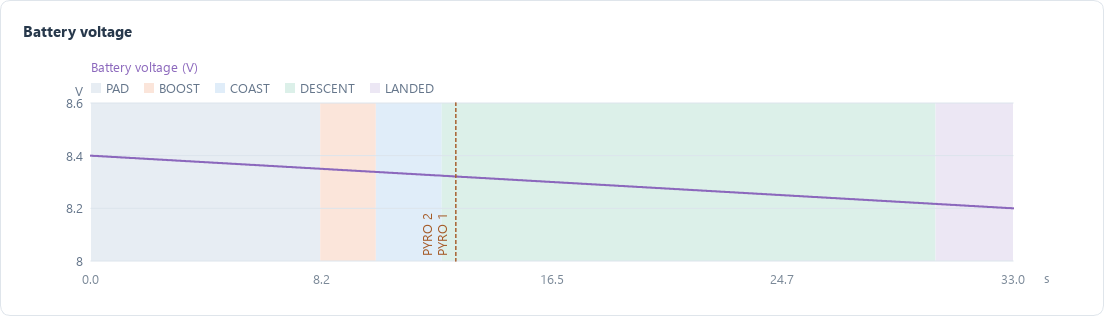 Battery voltage
Battery voltage (V)
V
PAD BOOST COAST DESCENT LANDED
8.6
8.4
8.2
8
PYRO 2
PYRO 1
0.0 8.2 16.5 24.7 33.0 s